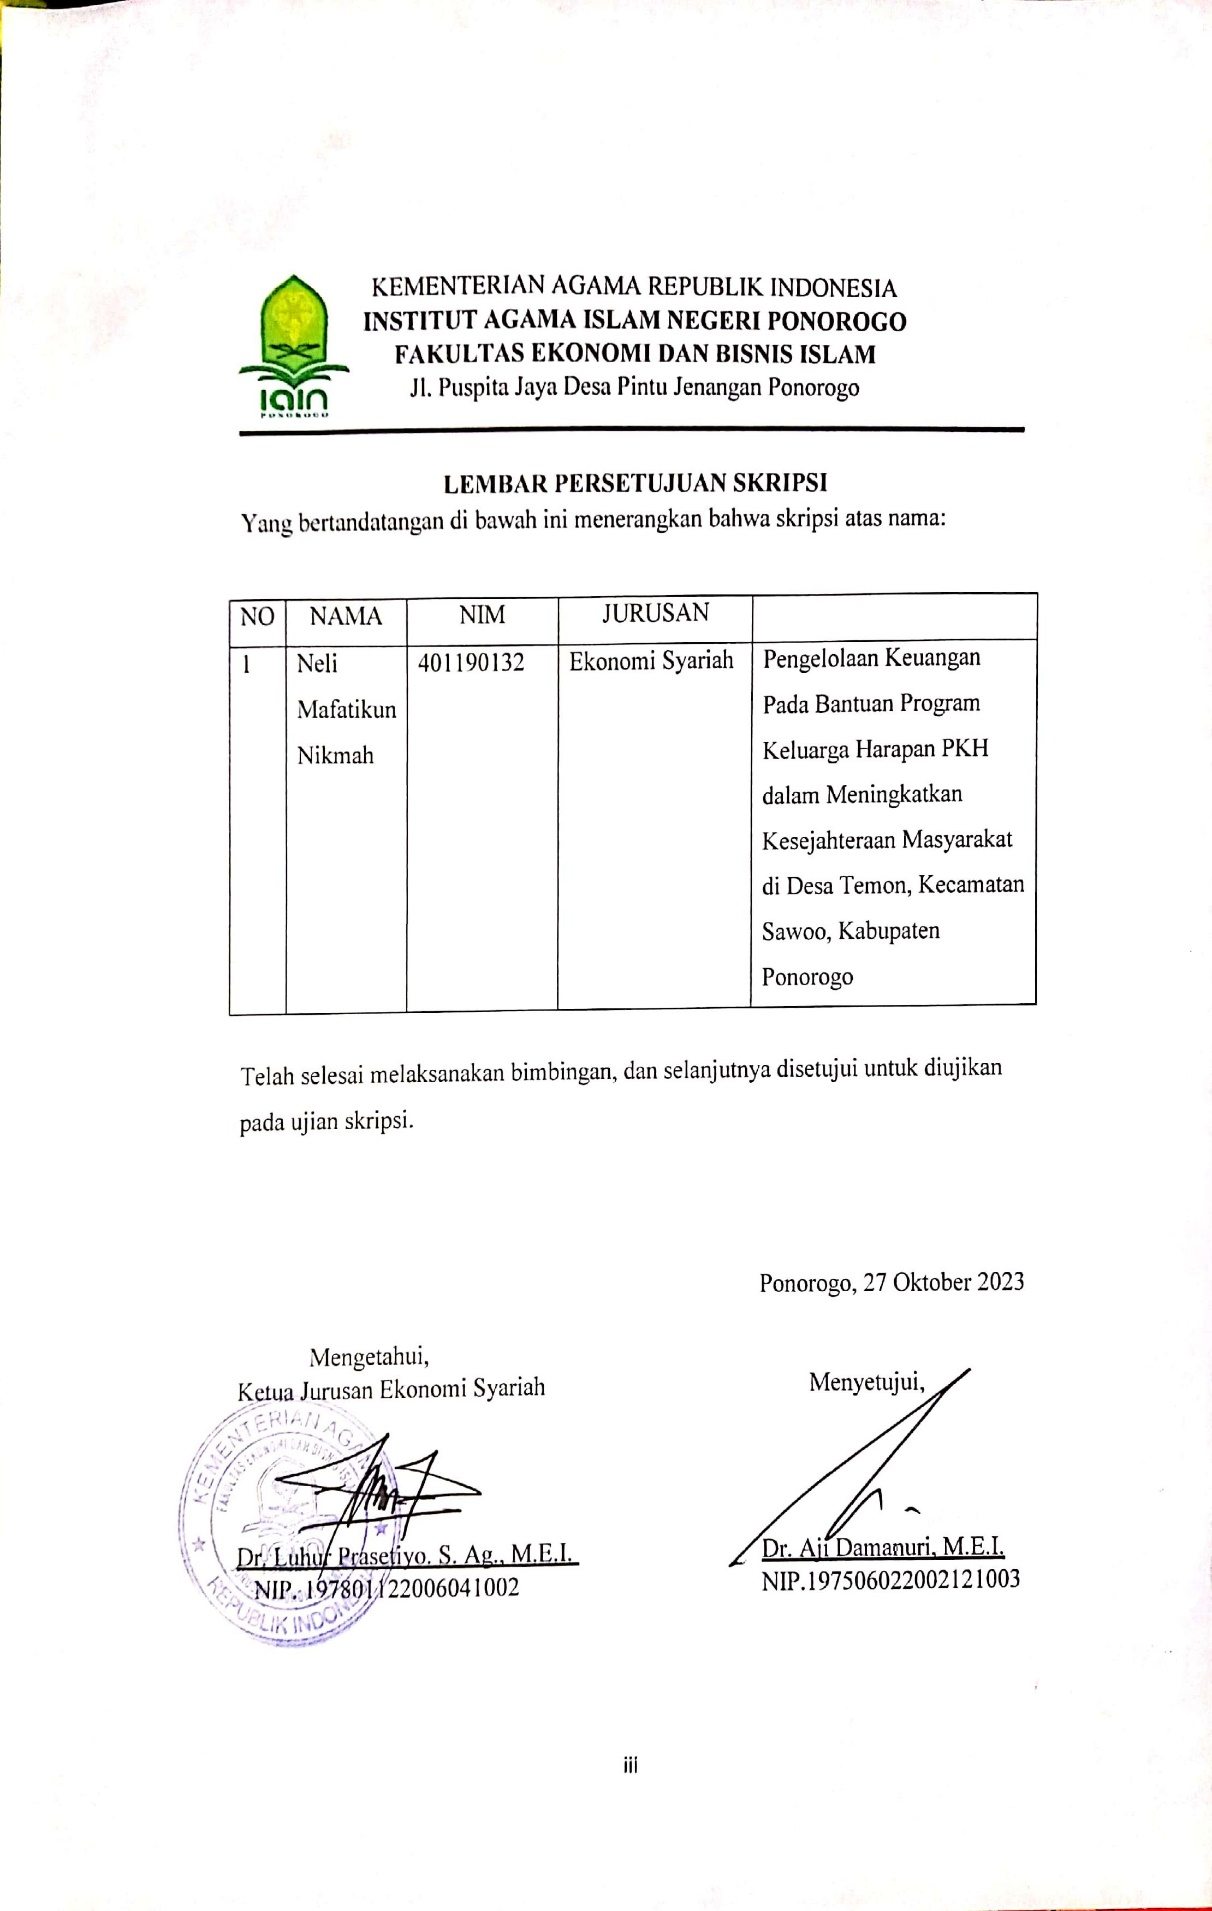 KEMENTERIAN AGAMA REPUBLIK INDONESIA
INSTITUT AGAMA ISLAM NEGERI PONOROGO
FAKULTAS EKONOMI DAN BISNIS ISLAM
Jl. Puspita Jaya Desa Pintu Jenangan Ponorogo
iain
PONOROGO
LEMBAR PERSETUJUAN SKRIPSI
Yang bertandatangan di bawah ini menerangkan bahwa skripsi atas nama:
NO NAMA NIM JURUSAN
1 Neli 401190132 Ekonomi Syariah Pengelolaan Keuangan
Mafatikun Pada Bantuan Program
Nikmah Keluarga Harapan PKH
dalam Meningkatkan
Kesejahteraan Masyarakat
di Desa Temon, Kecamatan
Sawoo, Kabupaten
Ponorogo
Telah selesai melaksanakan bimbingan, dan selanjutnya disetujui untuk diujikan
pada ujian skripsi.
Ponorogo, 27 Oktober 2023
Mengetahui,
Ketua Jurusan Ekonomi Syariah
Menyetujui,
KEMENTERIAN AGAMA
REPUBLIK INDONESIA
Dr. Luhur Prasetiyo. S. Ag., M.E.I.
NIP. 197801122006041002
Dr. Aji Damanuri, M.E.I.
NIP.197506022002121003
iii